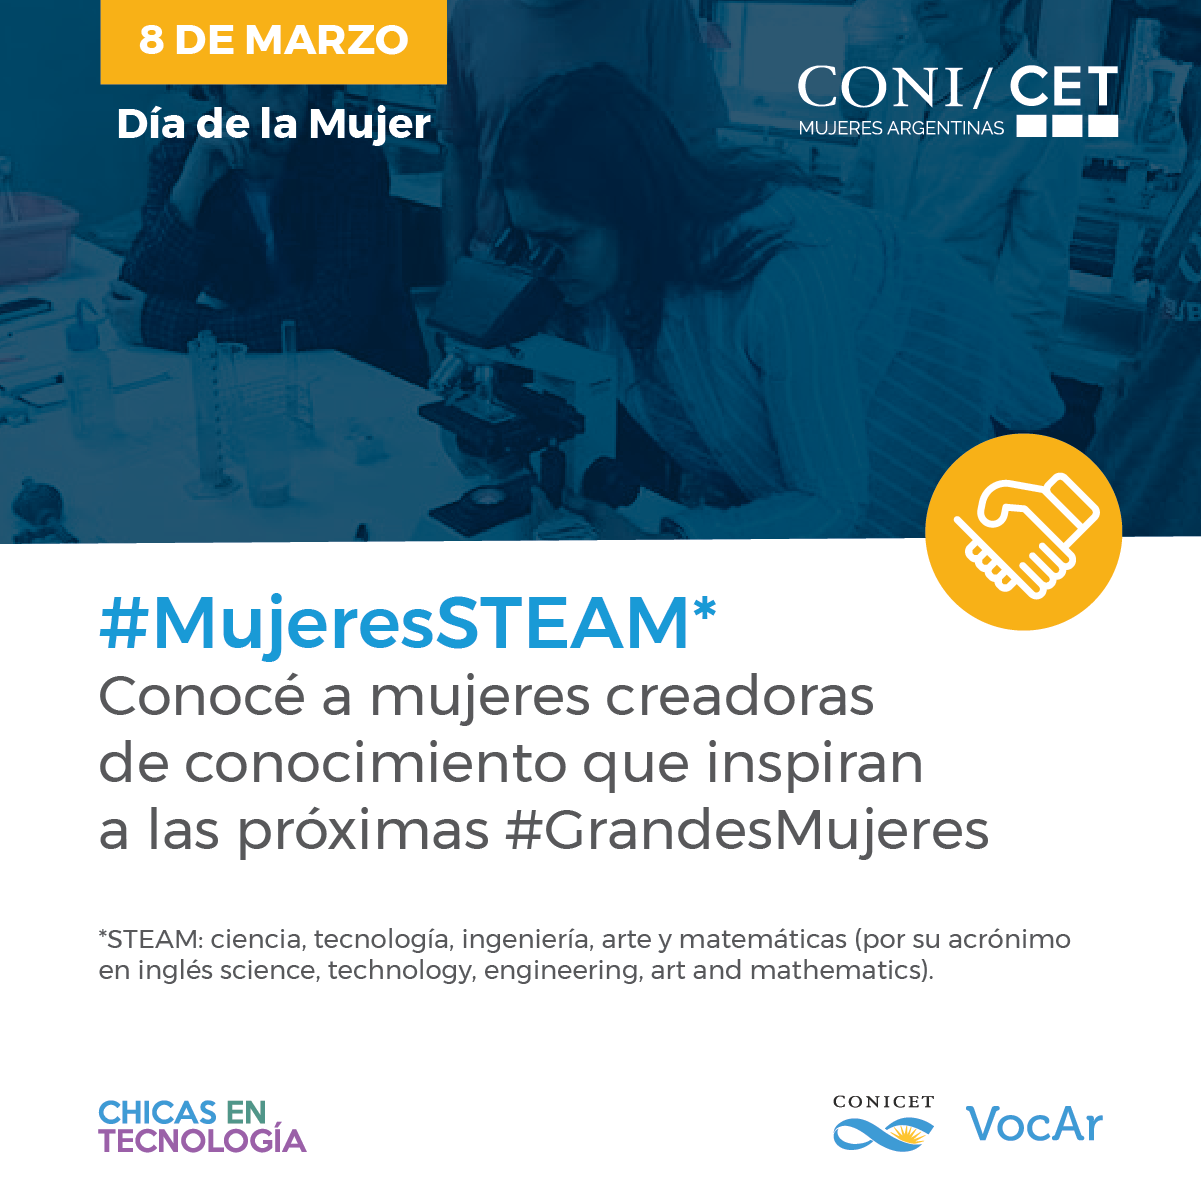 8 DE MARZO
Día de la Mujer
CONI / CET
MUJERES ARGENTINAS
#MujeresSTEAM*
Conocé a mujeres creadoras
de conocimiento que inspiran
a las próximas #GrandesMujeres
*STEAM: ciencia, tecnología, ingeniería, arte y matemáticas (por su acrónimo
en inglés science, technology, engineering, art and mathematics).
CHICAS EN
TECNOLOGÍA
CONICET
VocAr